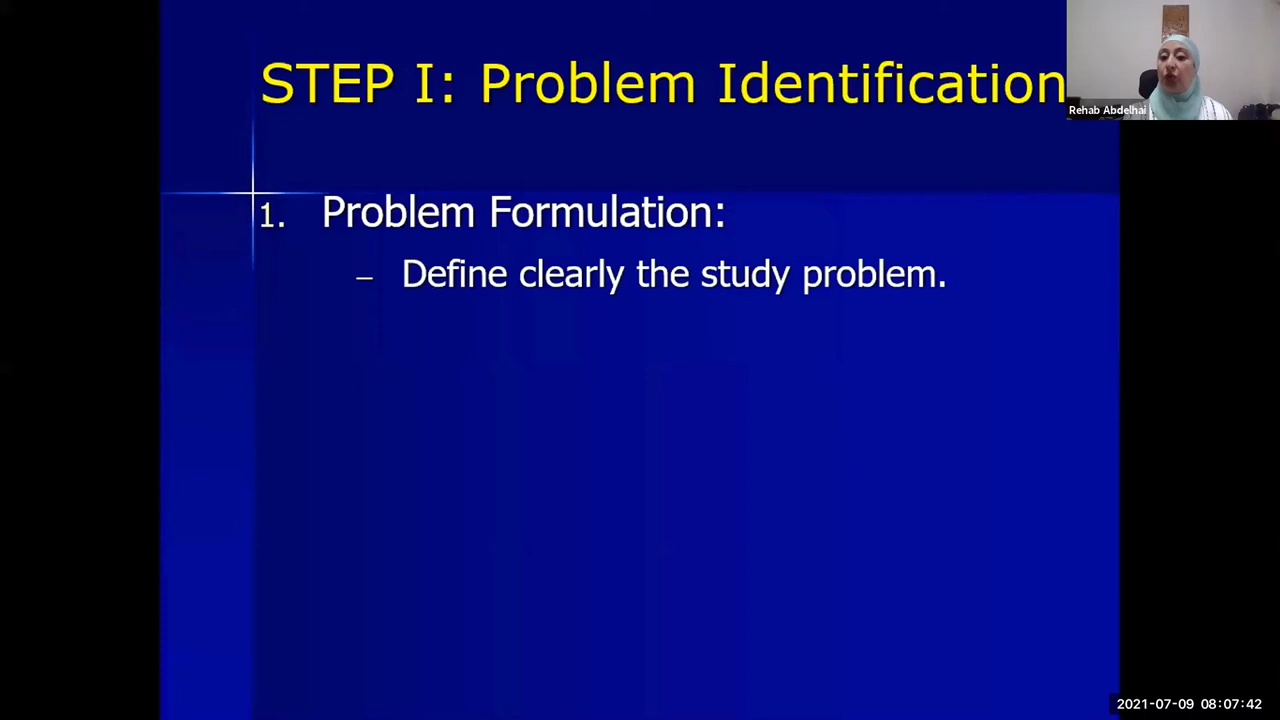 STEP I: Problem Identification
Rehab Abdelhai
1. Problem Formulation:
– Define clearly the study problem.
2021-07-09 08:07:42